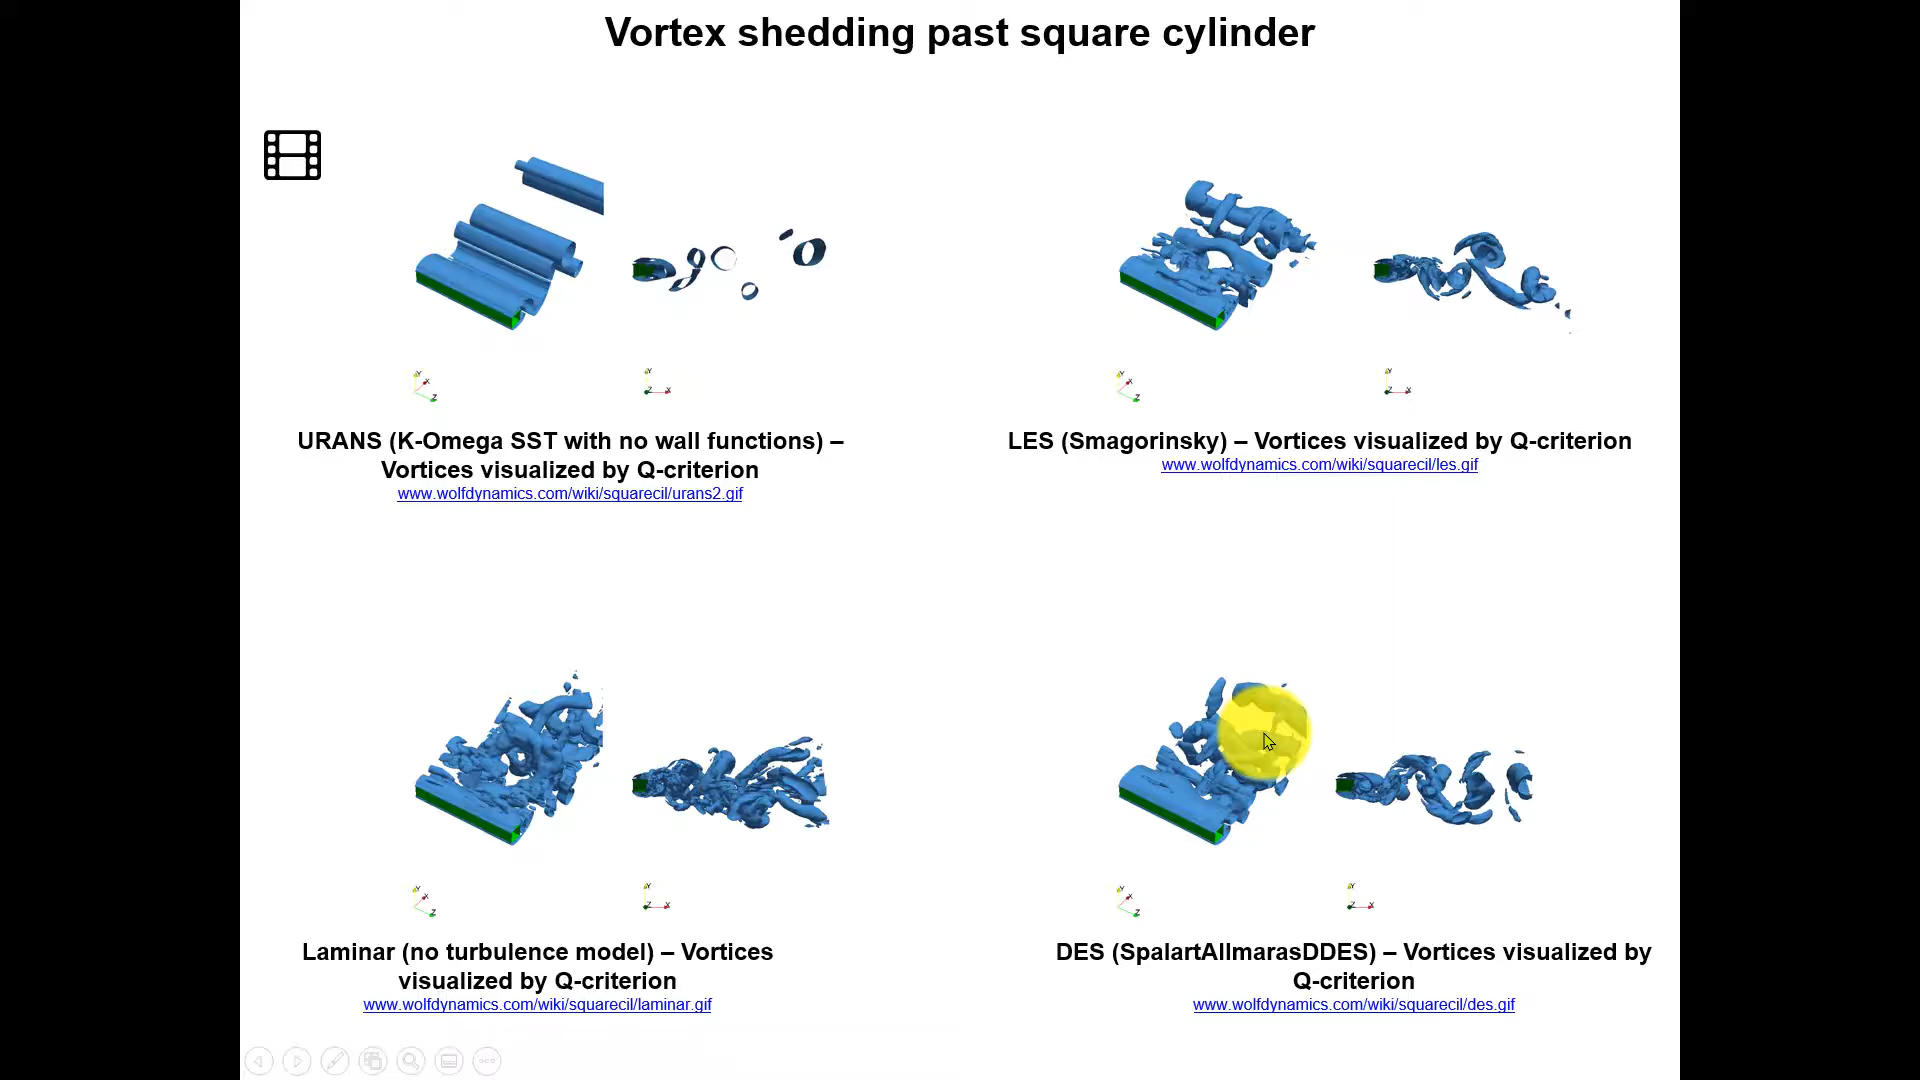 Vortex shedding past square cylinder
Y
X
Z
Y
Z
X
Y
X
Z
Y
Z
X
URANS (K-Omega SST with no wall functions) –
Vortices visualized by Q-criterion
www.wolfdynamics.com/wiki/squarecil/urans2.gif
LES (Smagorinsky) – Vortices visualized by Q-criterion
www.wolfdynamics.com/wiki/squarecil/les.gif
Y
X
Z
Y
Z
X
Y
X
Z
Y
Z
X
Laminar (no turbulence model) – Vortices
visualized by Q-criterion
www.wolfdynamics.com/wiki/squarecil/laminar.gif
DES (SpalartAllmarasDDES) – Vortices visualized by
Q-criterion
www.wolfdynamics.com/wiki/squarecil/des.gif